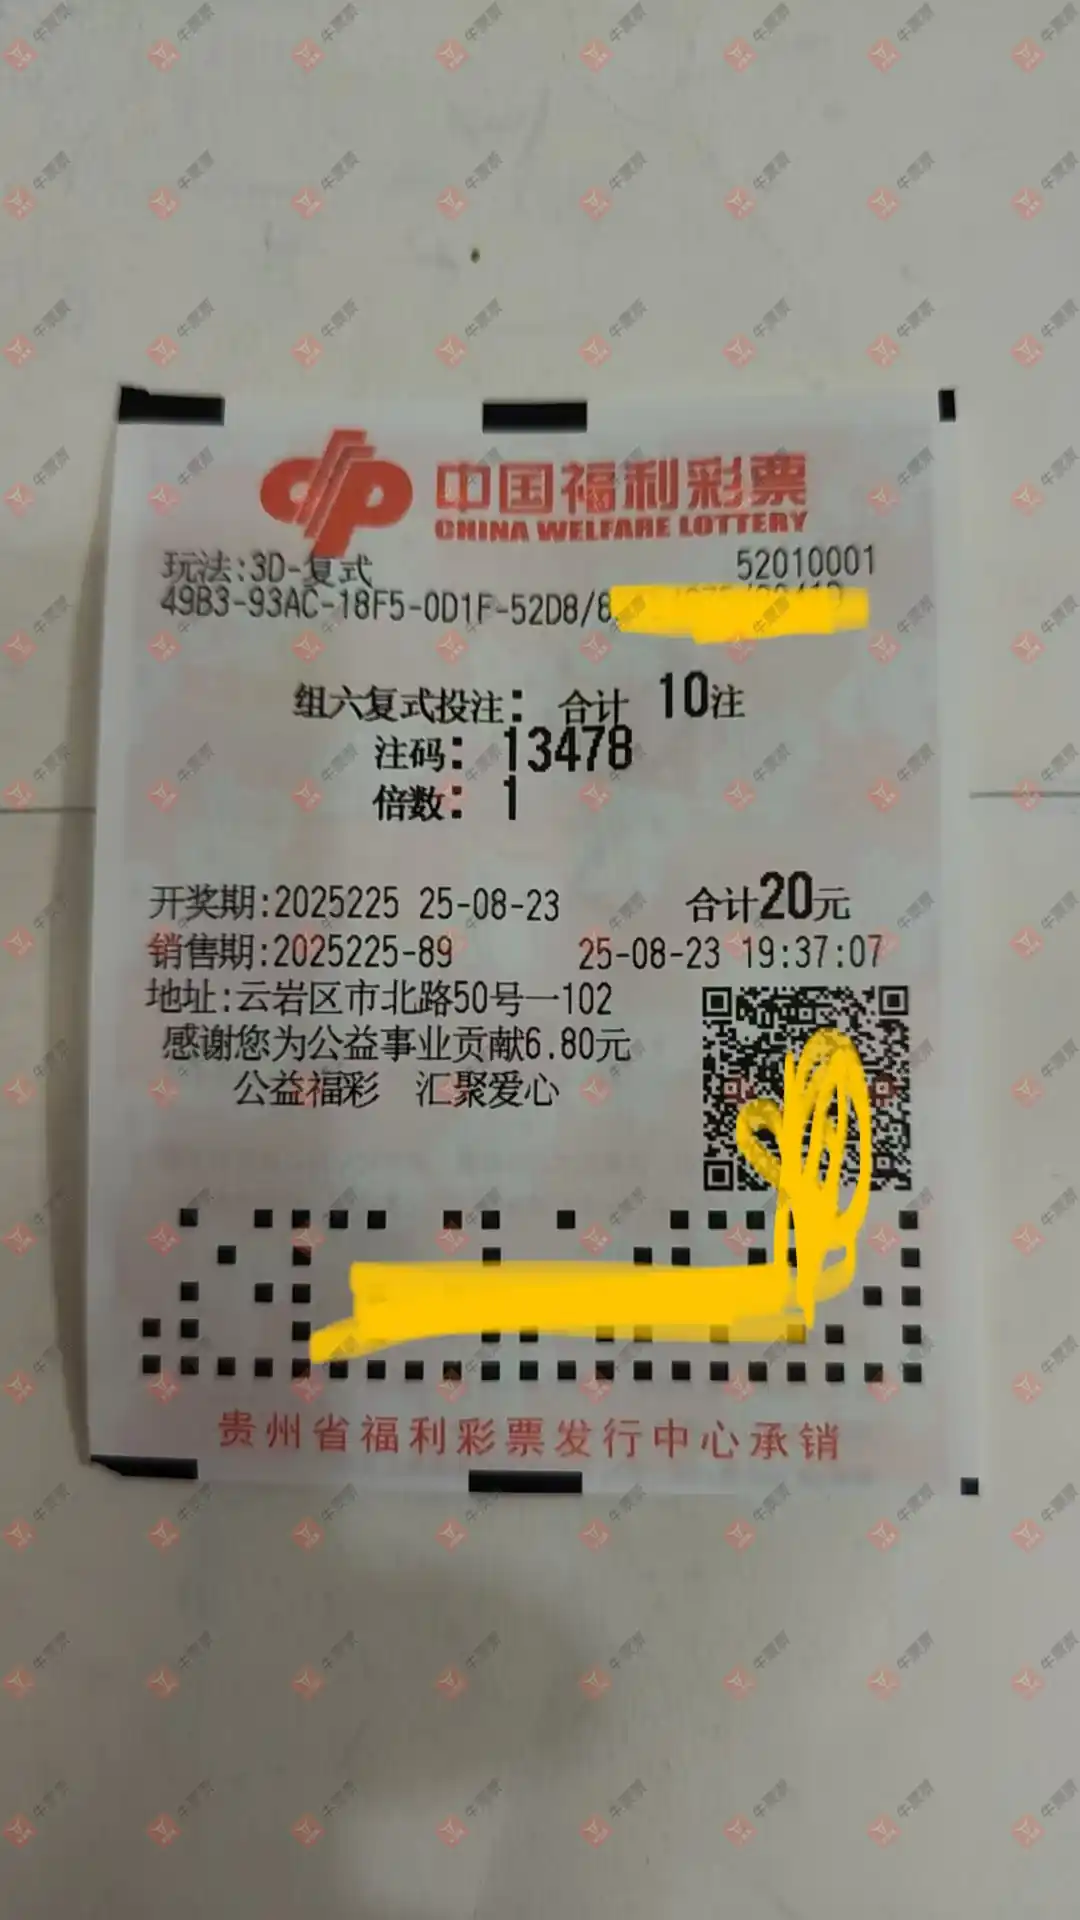 中国福利彩票
CHINA WELFARE LOTTERY
玩法:3D-复式 52010001
49B3-93AC-18F5-0D1F-52D8/8
组六复式投注: 合计 10注
注码: 13478
倍数: 1
开奖期:2025225 25-08-23 合计20元
销售期:2025225-89 25-08-23 19:37:07
地址:云岩区市北路50号一102
感谢您为公益事业贡献6.80元
公益福彩 汇聚爱心
贵州省福利彩票发行中心承销
牛票票